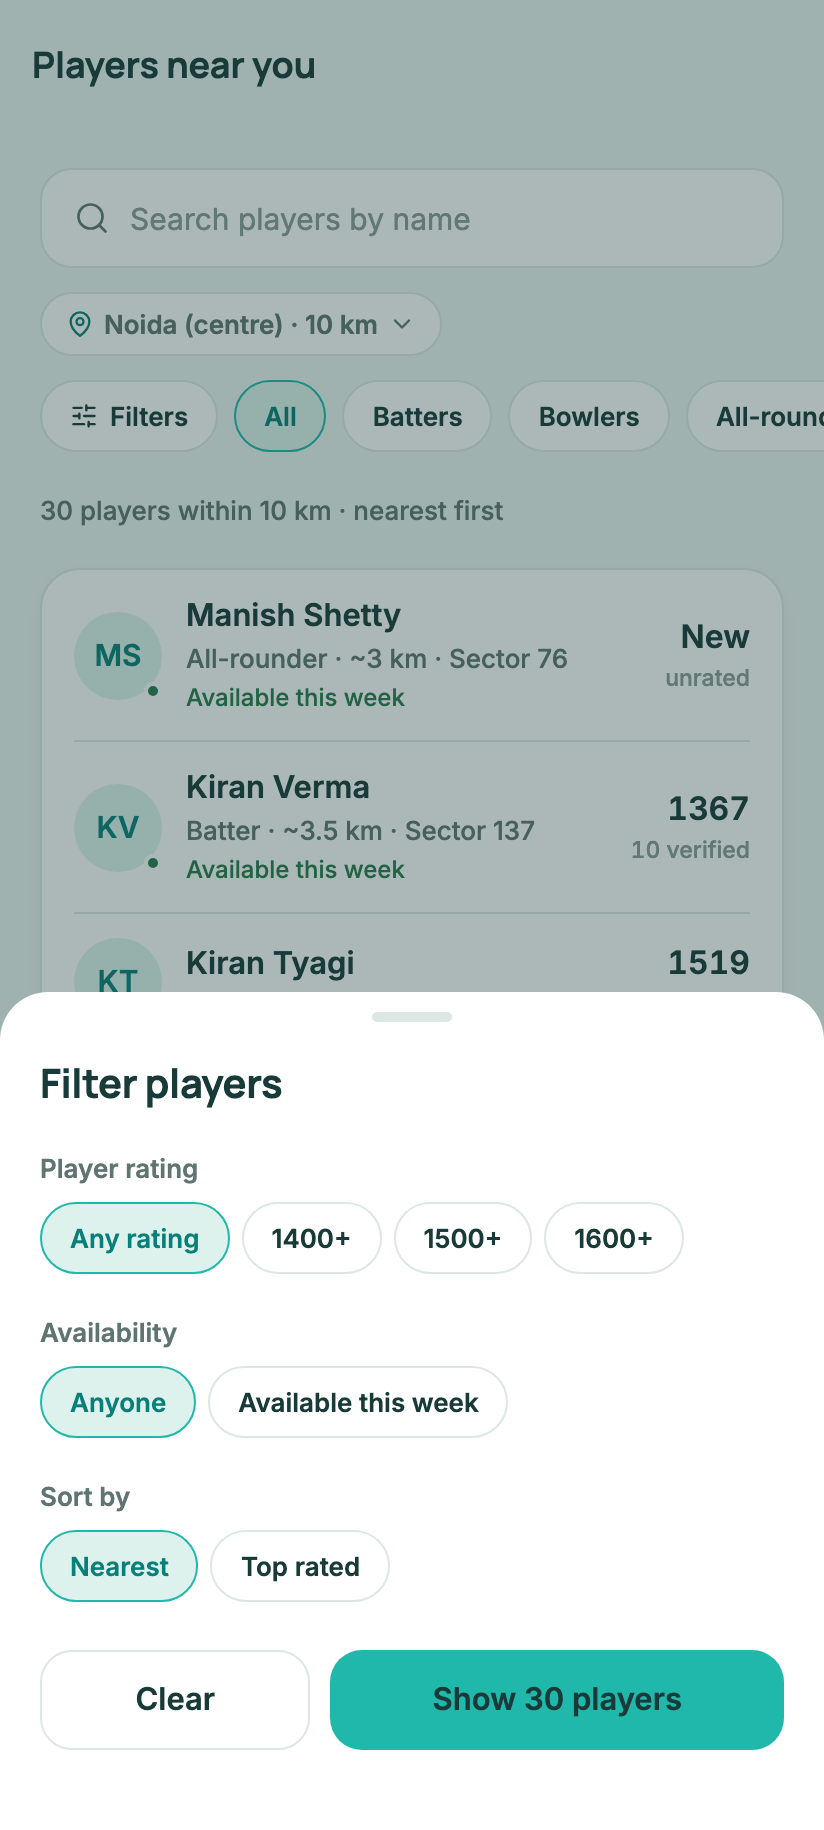 Players near you
Search players by name
Noida (centre) · 10 km
Filters
All
Batters
Bowlers
All-round
30 players within 10 km · nearest first
MS
Manish Shetty
All-rounder · ~3 km · Sector 76
Available this week
New
unrated
KV
Kiran Verma
Batter · ~3.5 km · Sector 137
Available this week
1367
10 verified
KT
Kiran Tyagi
1519
Filter players
Player rating
Any rating
1400+
1500+
1600+
Availability
Anyone
Available this week
Sort by
Nearest
Top rated
Clear
Show 30 players